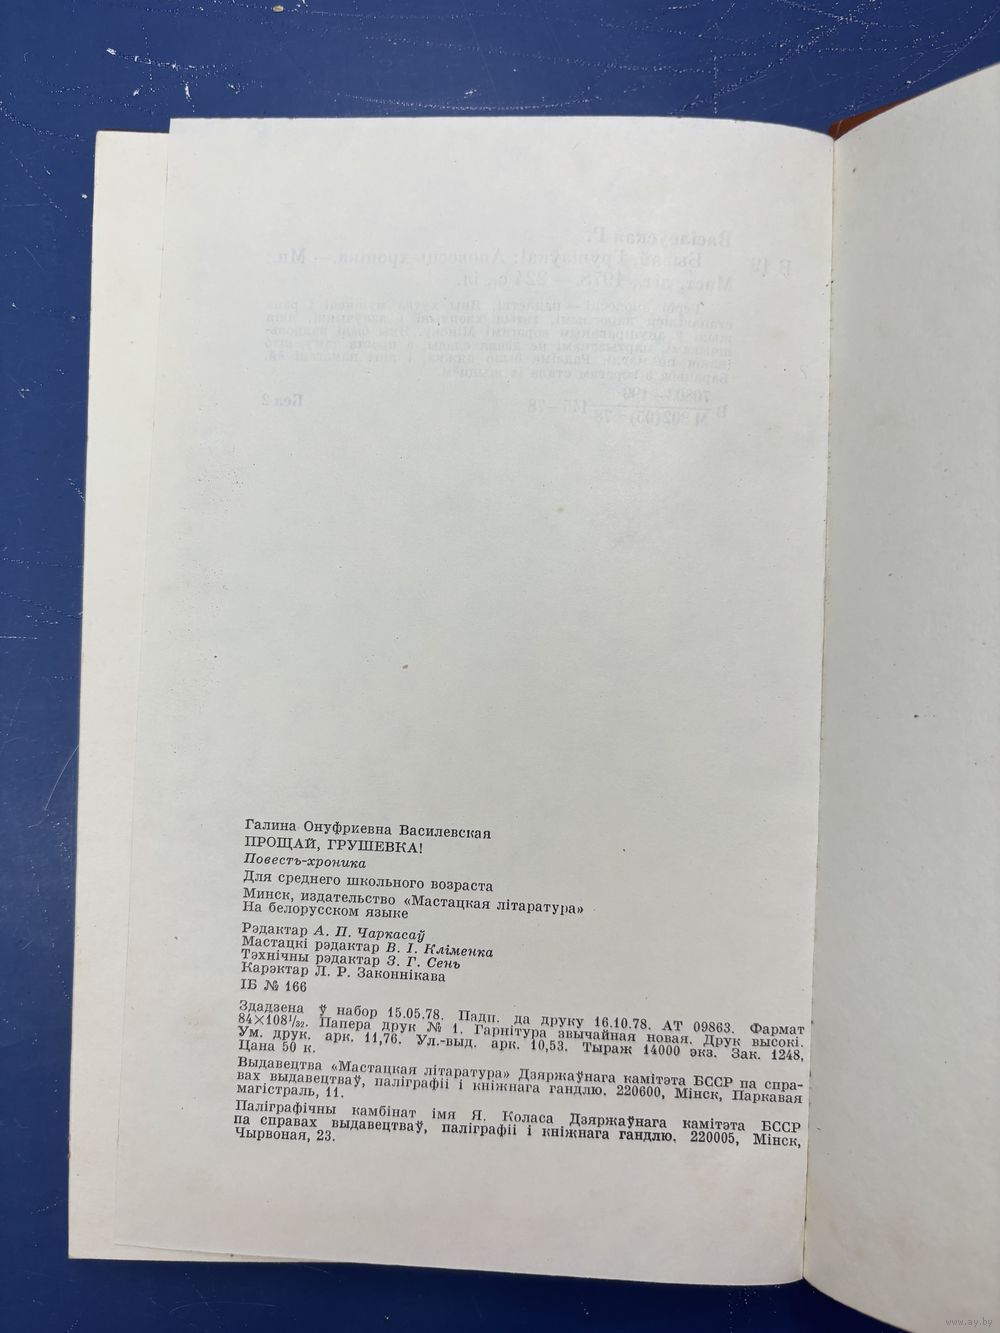 Галина Онуфриевна Василевская
ПРОЩАЙ, ГРУШЕВКА!
Повесть-хроника
Для среднего школьного возраста
Минск, издательство «Мастацкая літаратура»
На белорусском языке
Рэдактар А. П. Чаркасаў
Мастацкі рэдактар В. І. Кліменка
Тэхнічны рэдактар З. Г. Сень
Карэктар Л. Р. Законнікава
ІБ № 166
Здадзена ў набор 15.05.78. Падп. да друку 16.10.78. АТ 09863. Фармат
84×108¹/₃₂. Папера друк № 1. Гарнітура звычайная новая. Друк высокі.
Ум. друк. арк. 11,76. Ул.-выд. арк. 10,53. Тыраж 14000 экз. Зак. 1248,
Цана 50 к.
Выдавецтва «Мастацкая літаратура» Дзяржаўнага камітэта БССР па спра-
вах выдавецтваў, паліграфіі і кніжнага гандлю. 220600, Мінск, Паркавая
магістраль, 11.
Паліграфічны камбінат імя Я. Коласа Дзяржаўнага камітэта БССР
па справах выдавецтваў, паліграфіі і кніжнага гандлю. 220005, Мінск,
Чырвоная, 23.
www.ay.by